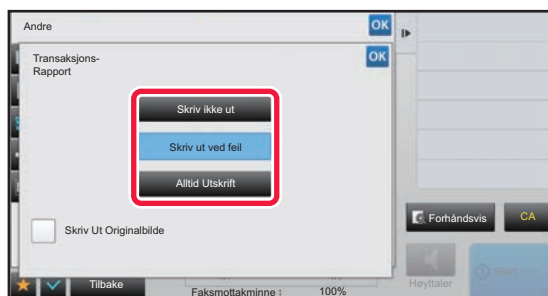 Andre
OK
Transaksjons-
Rapport
OK
Skriv ikke ut
Skriv ut ved feil
Alltid Utskrift
Skriv Ut Originalbilde
Forhåndsvis
CA
Tilbake
Faksmottakminne : 100%
Høyttaler
Start